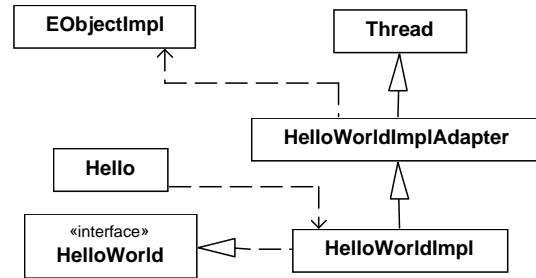 EObjectImpl
Thread
HelloWorldImplAdapter
Hello
«interface»
HelloWorld
HelloWorldImpl